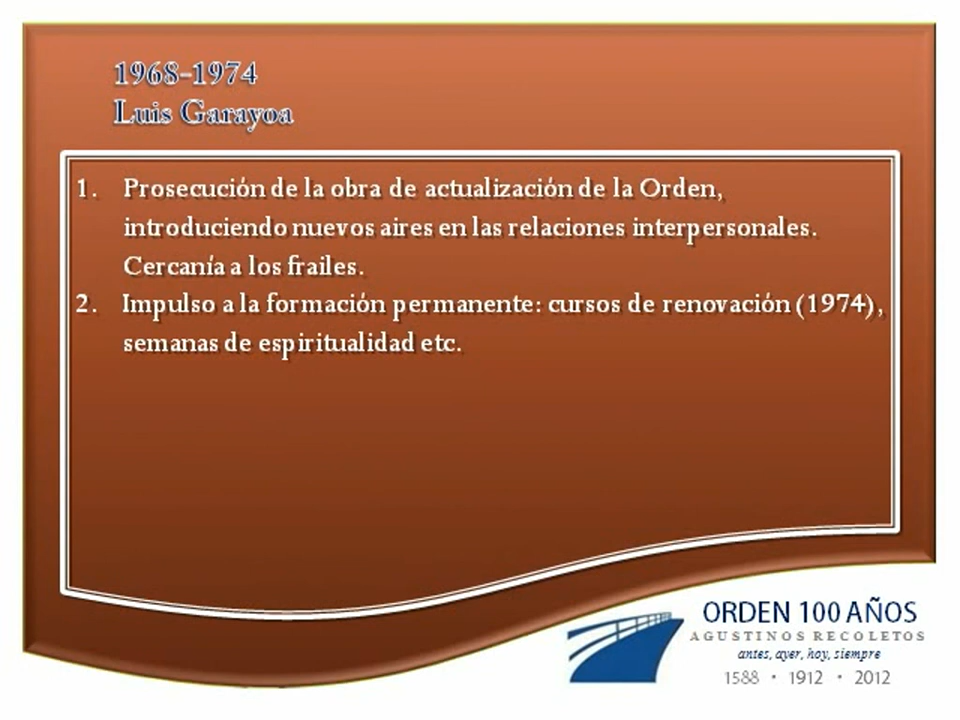 1968-1974
Luis Garayoa
1. Prosecución de la obra de actualización de la Orden,
introduciendo nuevos aires en las relaciones interpersonales.
Cercanía a los frailes.
2. Impulso a la formación permanente: cursos de renovación (1974),
semanas de espiritualidad etc.
ORDEN 100 AÑOS
AGUSTINOS RECOLETOS
antes, ayer, hoy, siempre
1588 • 1912 • 2012